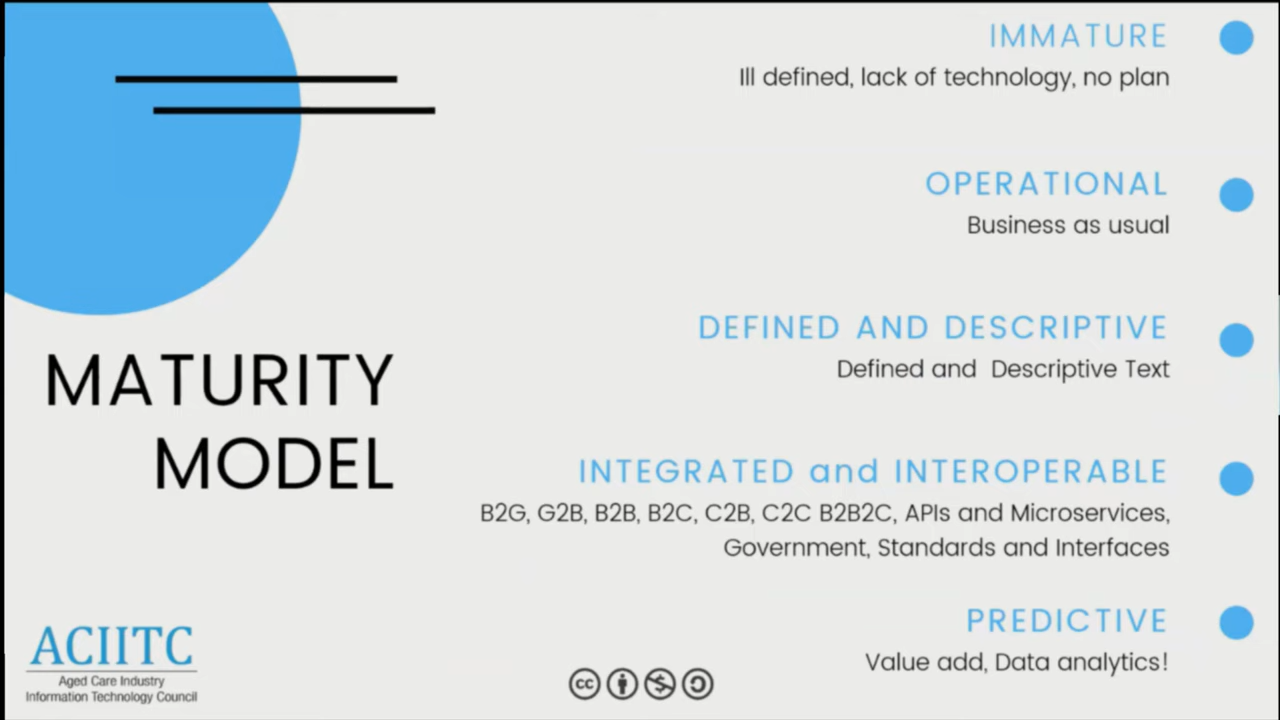 MATURITY
MODEL
IMMATURE
Ill defined, lack of technology, no plan
OPERATIONAL
Business as usual
DEFINED AND DESCRIPTIVE
Defined and  Descriptive Text
INTEGRATED and INTEROPERABLE
B2G, G2B, B2B, B2C, C2B, C2C B2B2C, APIs and Microservices,
Government, Standards and Interfaces
PREDICTIVE
Value add, Data analytics!
ACIITC
Aged Care Industry
Information Technology Council
cc